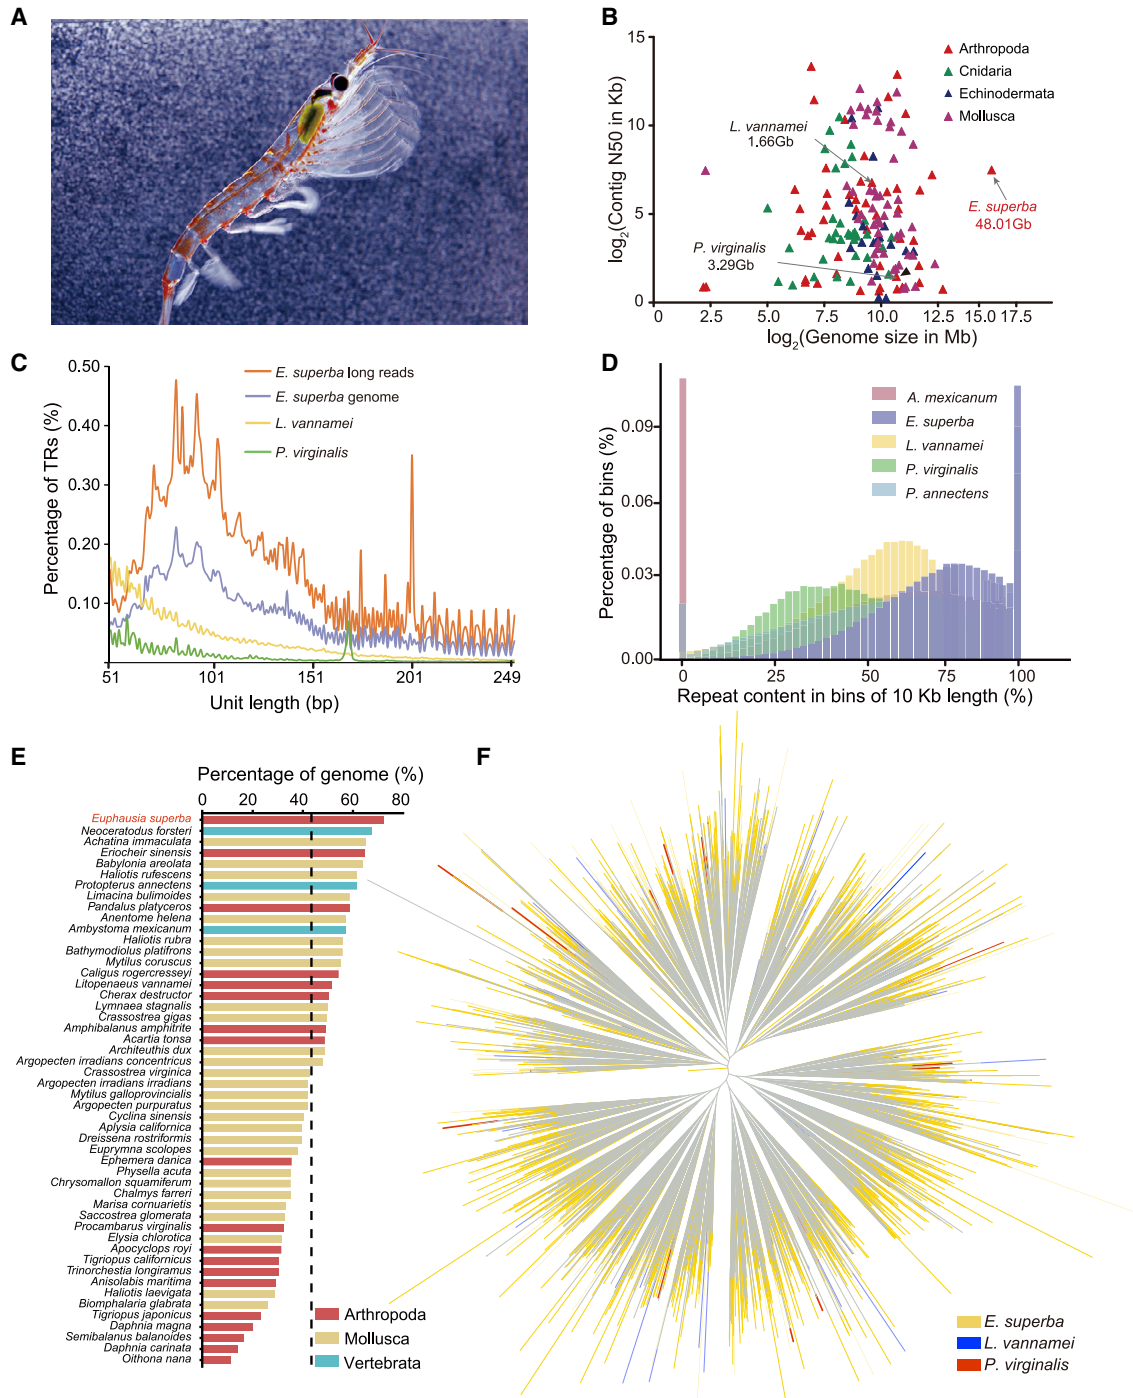 A
B
15
10
5
0
log2(Contig N50 in Kb)
Arthropoda
Cnidaria
Echinodermata
Mollusca
L. vannamei
1.66Gb
P. virginalis
3.29Gb
E. superba
48.01Gb
0 2.5 5.0 7.5 10.0 12.5 15.0 17.5
log2(Genome size in Mb)
C
0.50
0.40
0.30
0.20
0.10
Percentage of TRs (%)
E. superba long reads
E. superba genome
L. vannamei
P. virginalis
51 101 151 201 249
Unit length (bp)
D
0.09
0.06
0.03
0.00
Percentage of bins (%)
A. mexicanum
E. superba
L. vannamei
P. virginalis
P. annectens
0 25 50 75 100
Repeat content in bins of 10 Kb length (%)
E
Percentage of genome (%)
0 20 40 60 80
Euphausia superba
Neoceratodus forsteri
Achatina immaculata
Eriocheir sinensis
Babylonia areolata
Haliotis rufescens
Protopterus annectens
Limacina bulimoides
Pandalus platyceros
Anentome helena
Ambystoma mexicanum
Haliotis rubra
Bathymodiolus platifrons
Mytilus coruscus
Caligus rogercresseyi
Litopenaeus vannamei
Cherax destructor
Lymnaea stagnalis
Crassostrea gigas
Amphibalanus amphitrite
Acartia tonsa
Architeuthis dux
Argopecten irradians concentricus
Crassostrea virginica
Argopecten irradians irradians
Mytilus galloprovincialis
Argopecten purpuratus
Cyclina sinensis
Aplysia californica
Dreissena rostriformis
Euprymna scolopes
Ephemera danica
Physella acuta
Chrysomallon squamiferum
Chalmys farreri
Marisa cornuarietis
Saccostrea glomerata
Procambarus virginalis
Elysia chlorotica
Apocyclops royi
Tigriopus californicus
Trinorchestia longiramus
Anisolabis maritima
Haliotis laevigata
Biomphalaria glabrata
Tigriopus japonicus
Daphnia magna
Semibalanus balanoides
Daphnia carinata
Oithona nana
Arthropoda
Mollusca
Vertebrata
F
E. superba
L. vannamei
P. virginalis